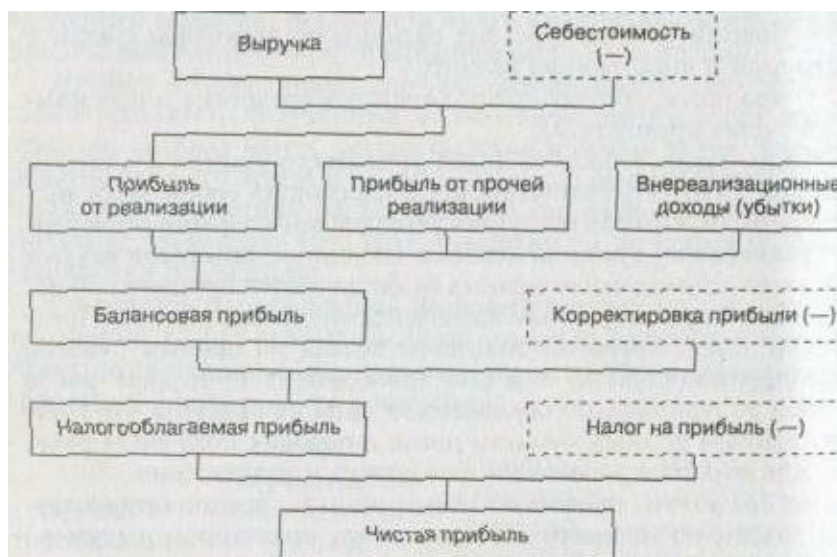 Выручка
Себестоимость
(—)
Прибыль
от реализации
Прибыль от прочей
реализации
Внереализационные
доходы (убытки)
Балансовая прибыль
Корректировка прибыли (—)
Налогооблагаемая прибыль
Налог на прибыль (—)
Чистая прибыль